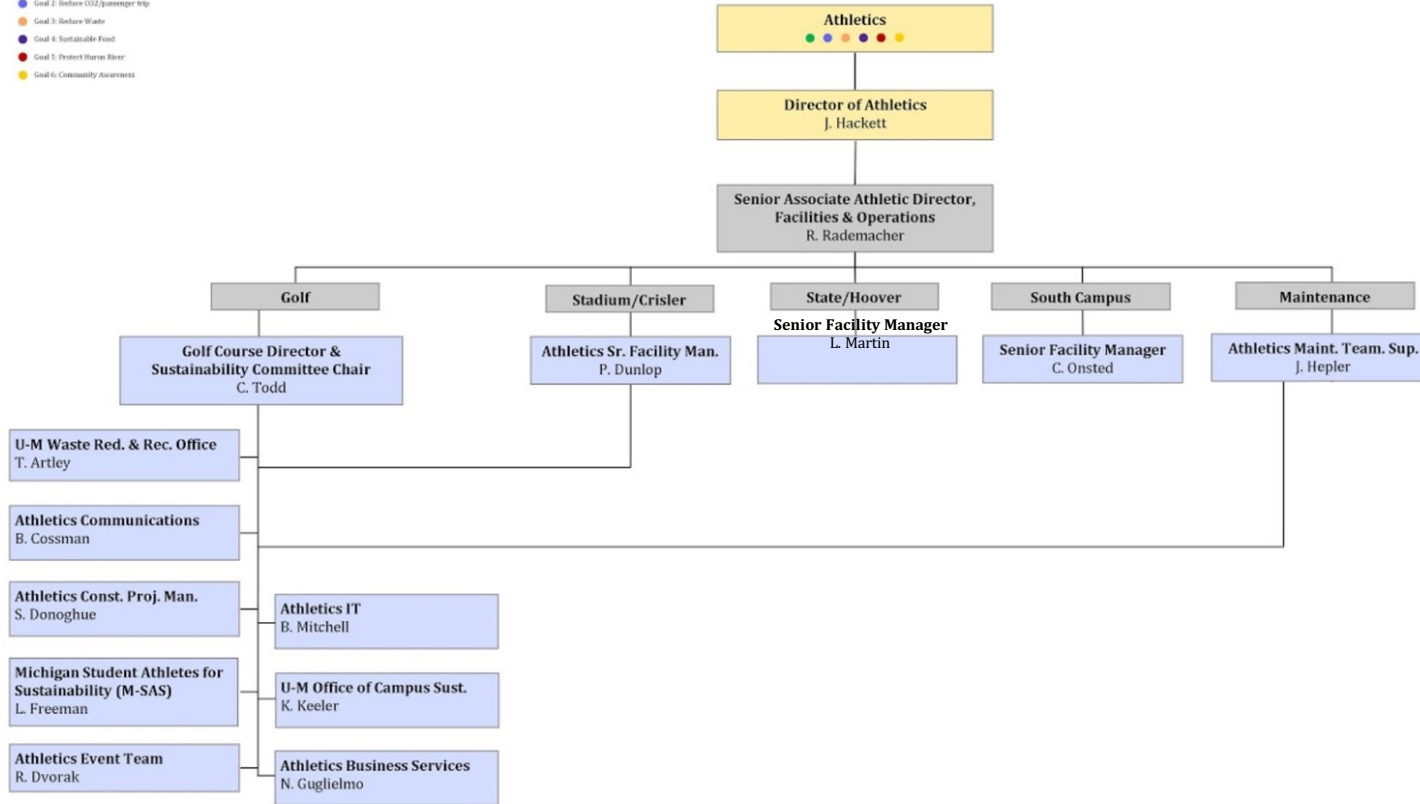 Goal 2: Reduce CO2/passenger trip
Goal 3: Reduce Waste
Goal 4: Sustainable Food
Goal 5: Protect Huron River
Goal 6: Community Awareness
Athletics
Director of Athletics
J. Hackett
Senior Associate Athletic Director,
Facilities & Operations
R. Rademacher
Golf
Stadium/Crisler
State/Hoover
South Campus
Maintenance
Golf Course Director &
Sustainability Committee Chair
C. Todd
Athletics Sr. Facility Man.
P. Dunlop
Senior Facility Manager
L. Martin
Senior Facility Manager
C. Onsted
Athletics Maint. Team. Sup.
J. Hepler
U-M Waste Red. & Rec. Office
T. Artley
Athletics Communications
B. Cossman
Athletics Const. Proj. Man.
S. Donoghue
Athletics IT
B. Mitchell
Michigan Student Athletes for
Sustainability (M-SAS)
L. Freeman
U-M Office of Campus Sust.
K. Keeler
Athletics Event Team
R. Dvorak
Athletics Business Services
N. Guglielmo